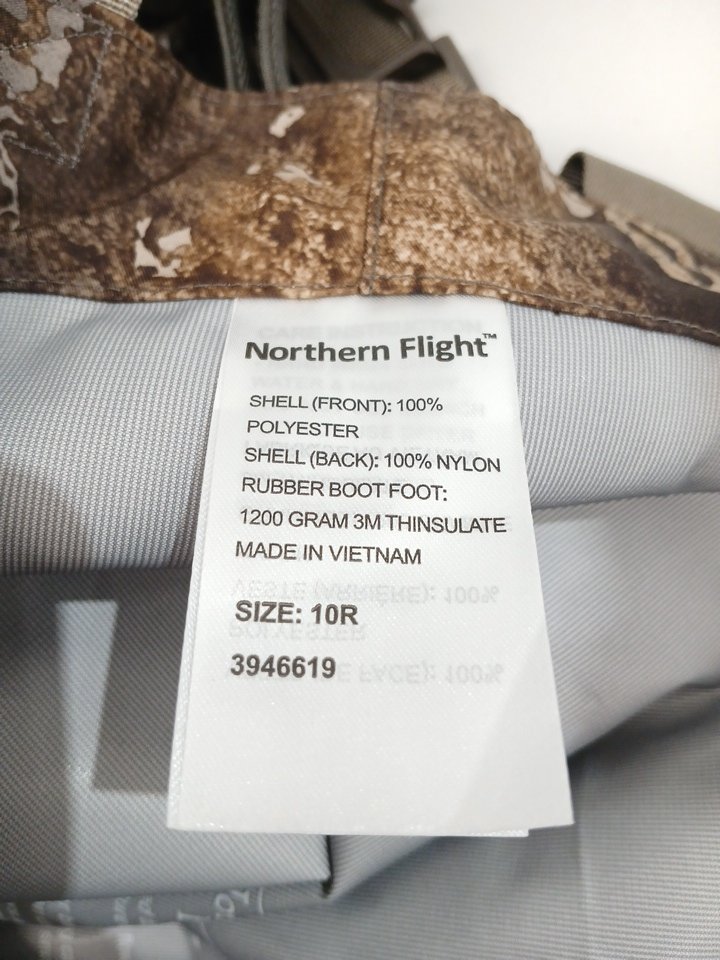 Northern Flight™
SHELL (FRONT): 100%
POLYESTER
SHELL (BACK): 100% NYLON
RUBBER BOOT FOOT:
1200 GRAM 3M THINSULATE
MADE IN VIETNAM
SIZE: 10R
3946619